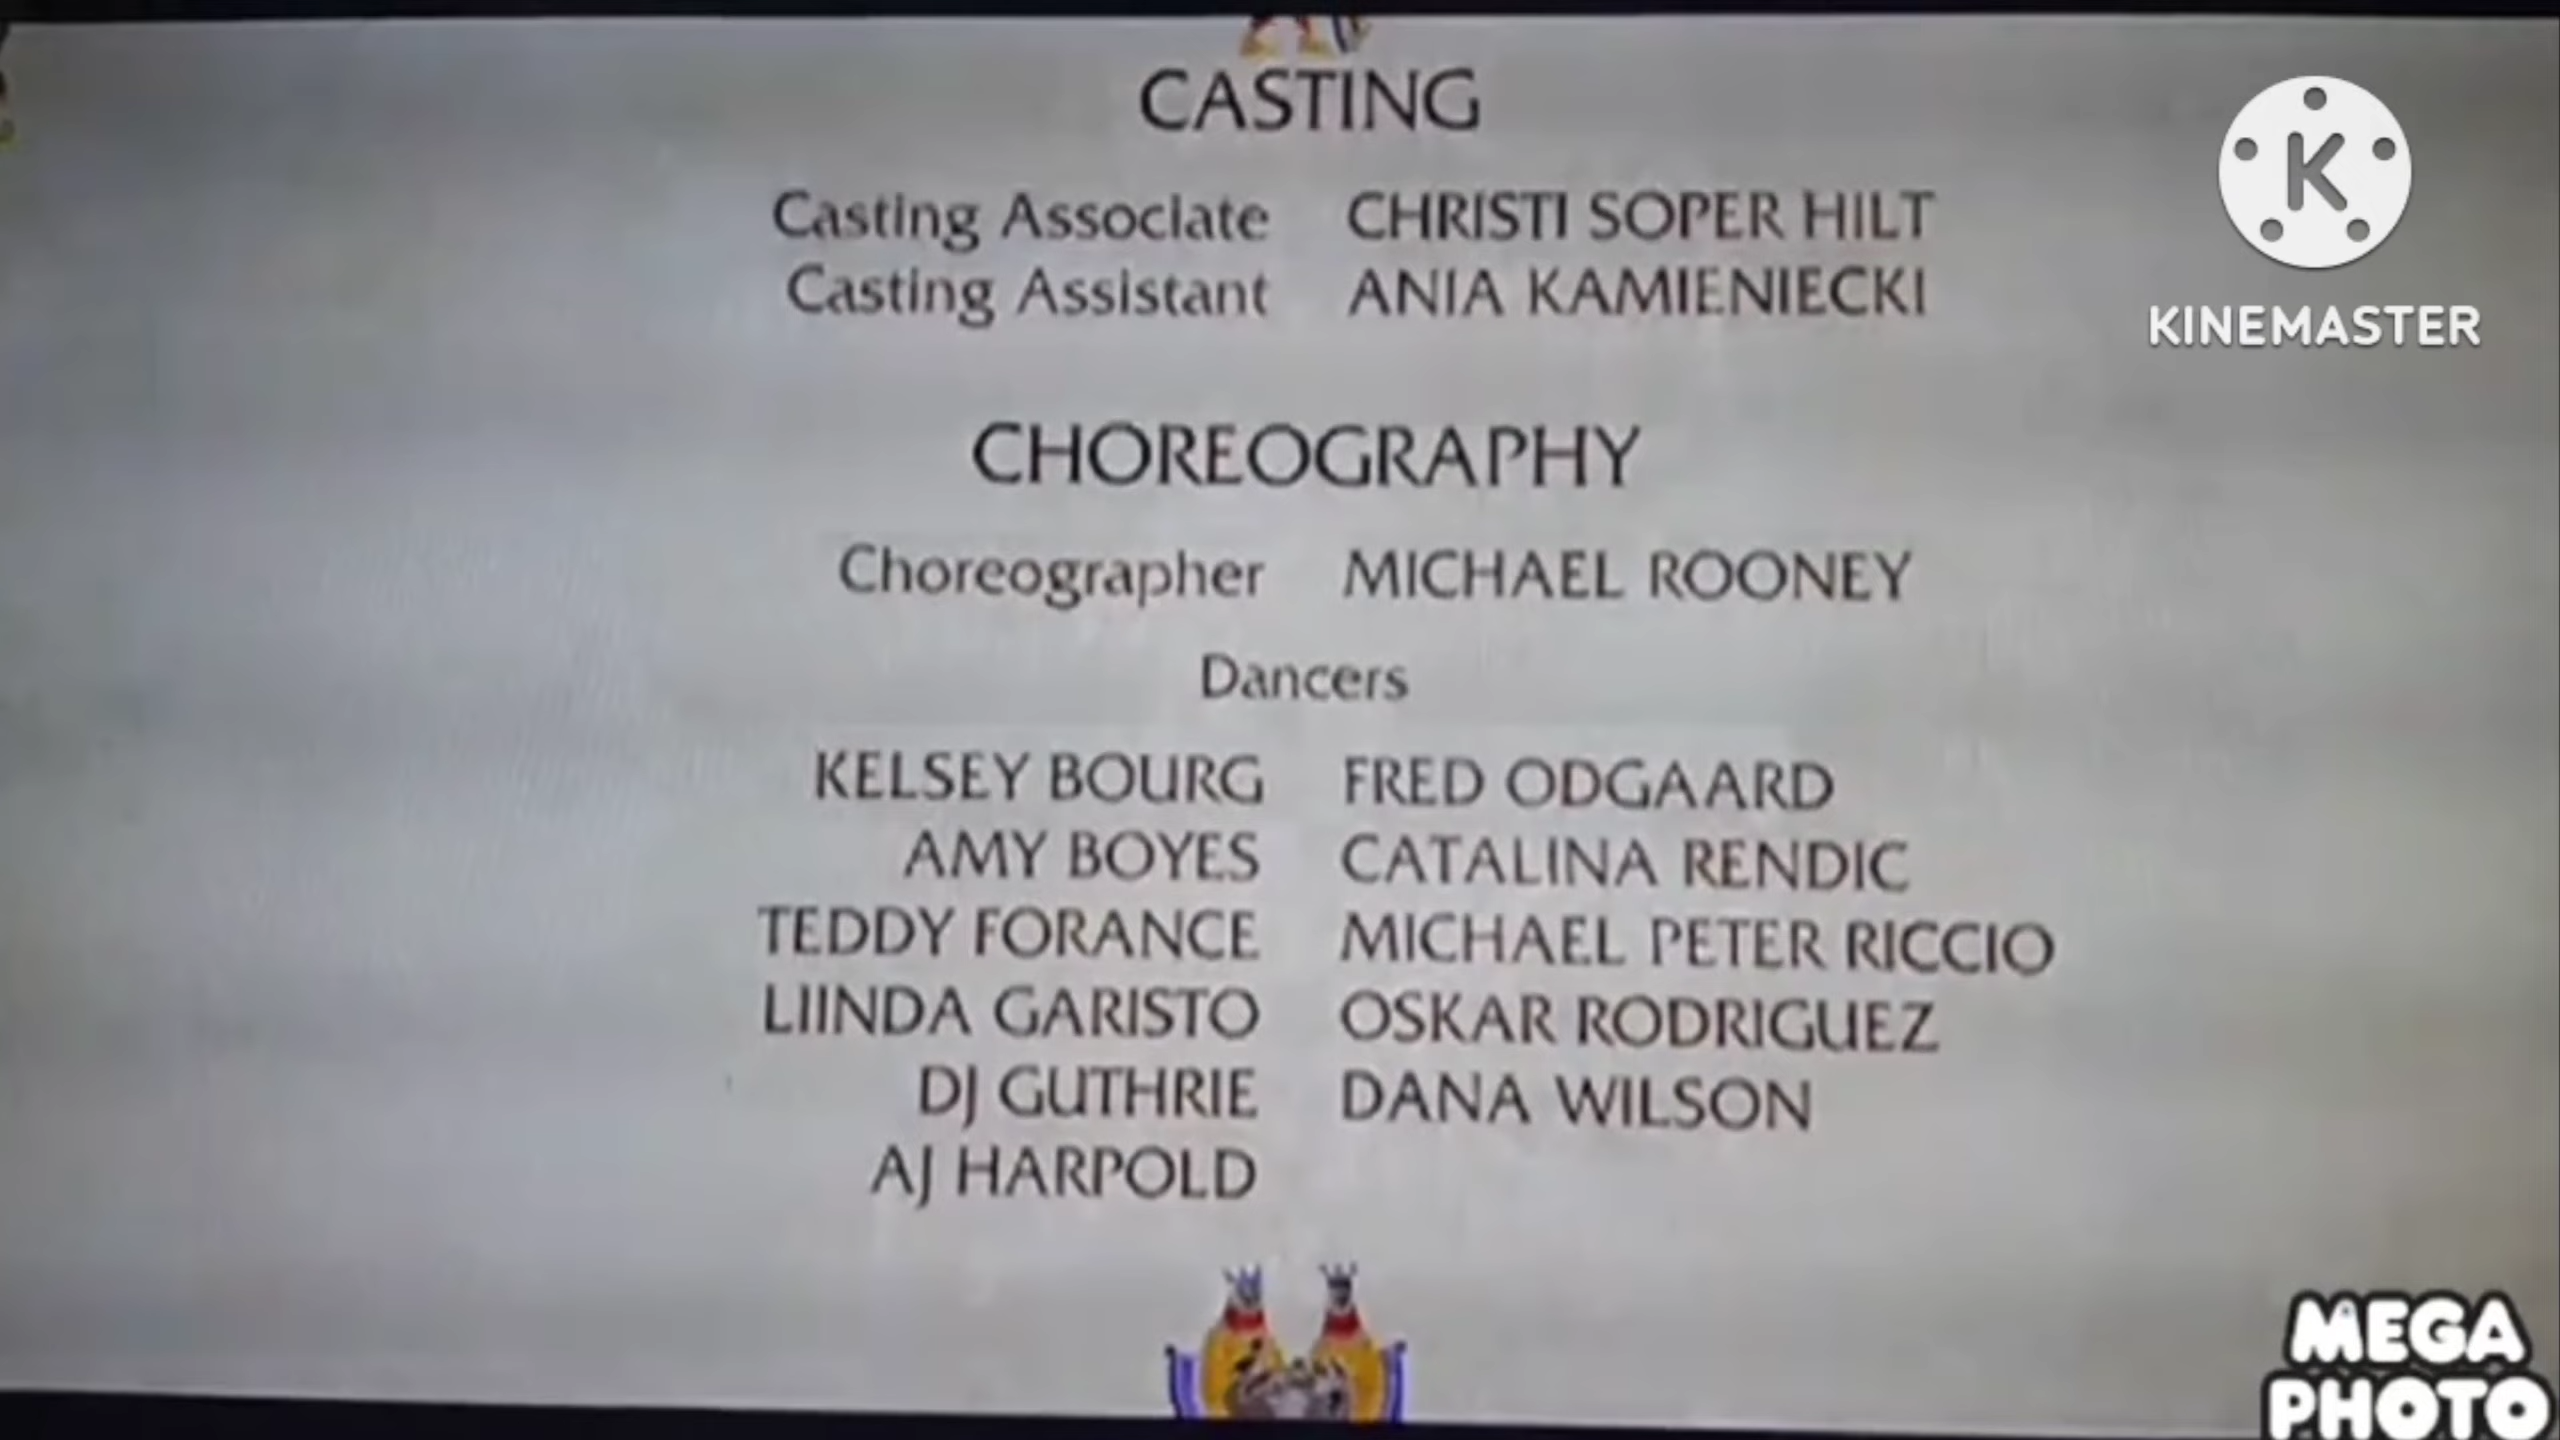 CASTING
Casting Associate CHRISTI SOPER HILT
Casting Assistant ANIA KAMIENIECKI
K
KINEMASTER
CHOREOGRAPHY
Choreographer MICHAEL ROONEY
Dancers
KELSEY BOURG FRED ODGAARD
AMY BOYES CATALINA RENDIC
TEDDY FORANCE MICHAEL PETER RICCIO
LIINDA GARISTO OSKAR RODRIGUEZ
DJ GUTHRIE DANA WILSON
AJ HARPOLD
MEGA
PHOTO